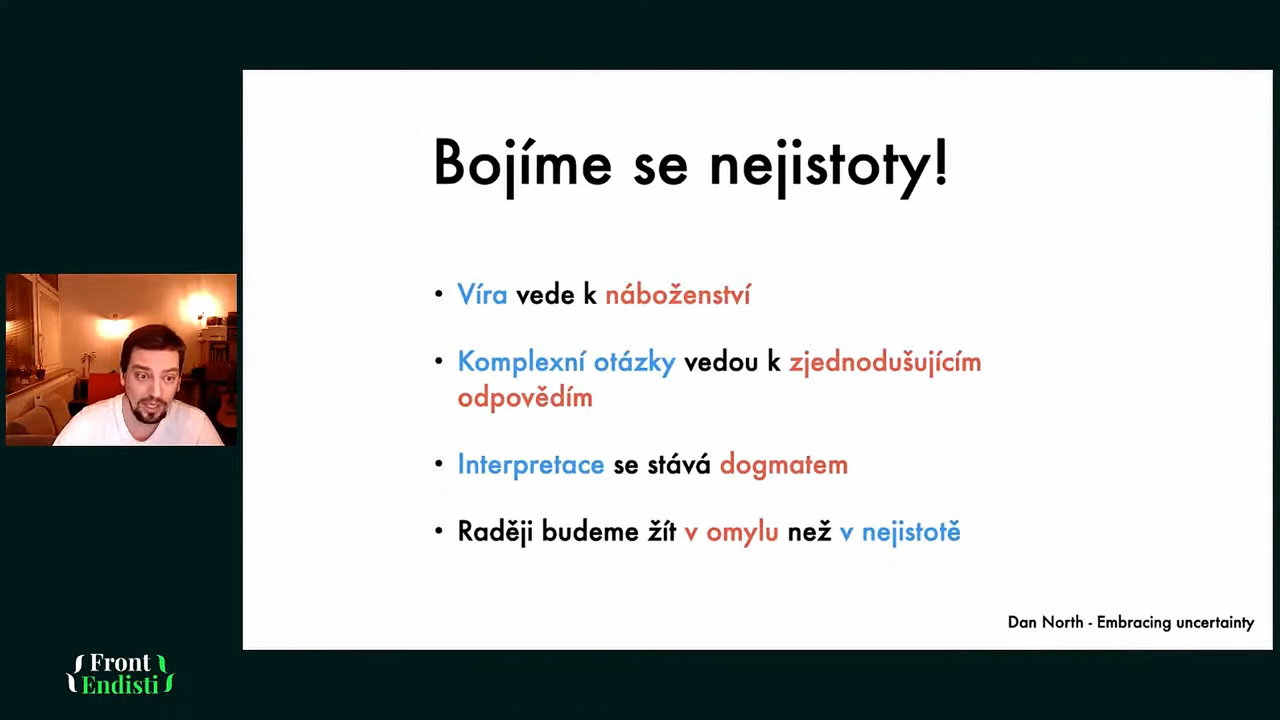 Bojíme se nejistoty!
• Víra vede k náboženství
• Komplexní otázky vedou k zjednodušujícím
odpovědím
• Interpretace se stává dogmatem
• Raději budeme žít v omylu než v nejistotě
Dan North - Embracing uncertainty
{Front
Endisti}